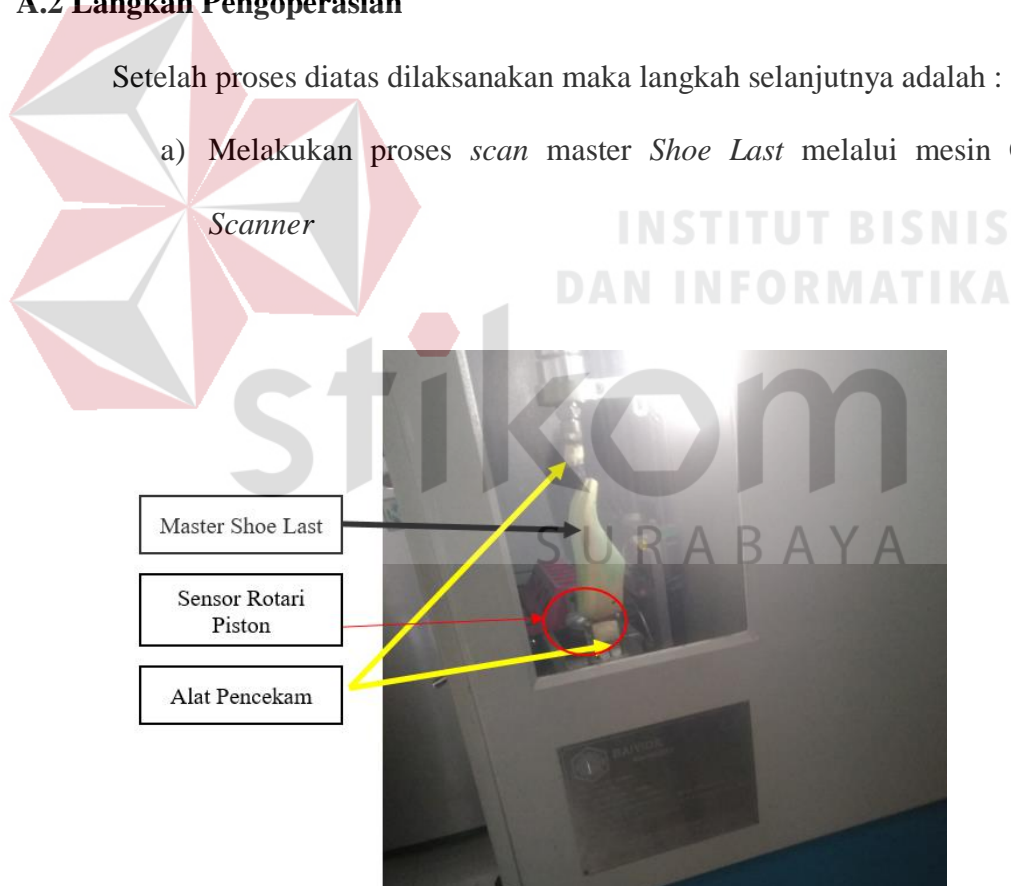 A.2 Langkah Pengoperasian
Setelah proses diatas dilaksanakan maka langkah selanjutnya adalah :
a) Melakukan proses scan master Shoe Last melalui mesin
Scanner
INSTITUT BISNIS
DAN INFORMATIKA
stikom
SURABAYA
Master Shoe Last
Sensor Rotari
Piston
Alat Pencekam